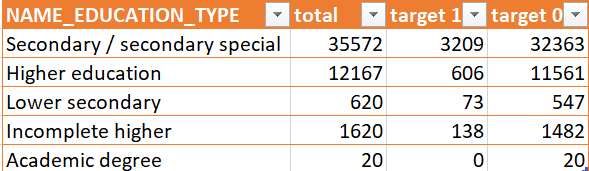 NAME_EDUCATION_TYPE total target 1 target 0
Secondary / secondary special 35572 3209 32363
Higher education 12167 606 11561
Lower secondary 620 73 547
Incomplete higher 1620 138 1482
Academic degree 20 0 20